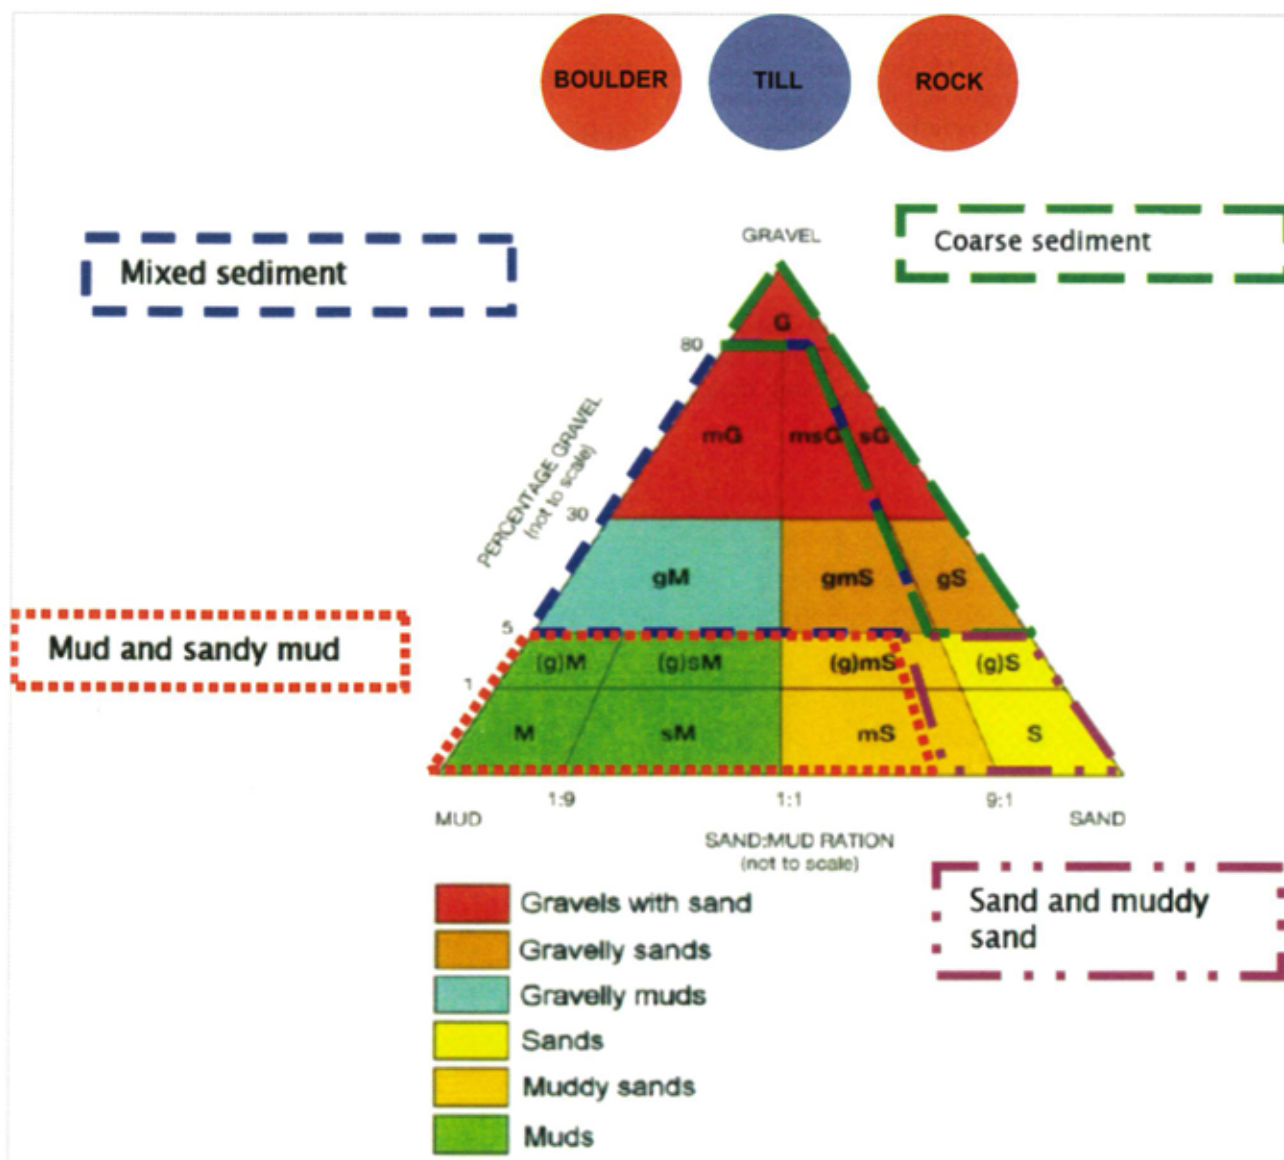 BOULDER
TILL
ROCK
Mixed sediment
Coarse sediment
GRAVEL
G
80
PERCENTAGE GRAVEL
(not to scale)
mG
msG
sG
30
gM
gmS
gS
5
Mud and sandy mud
(g)M
(g)sM
(g)mS
(g)S
1
M
sM
mS
S
1:9
1:1
9:1
MUD
SAND
SAND:MUD RATION
(not to scale)
Sand and muddy
sand
Gravels with sand
Gravelly sands
Gravelly muds
Sands
Muddy sands
Muds